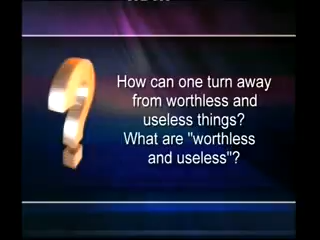 How can one turn away
from worthless and
useless things?
What are "worthless
and useless"?